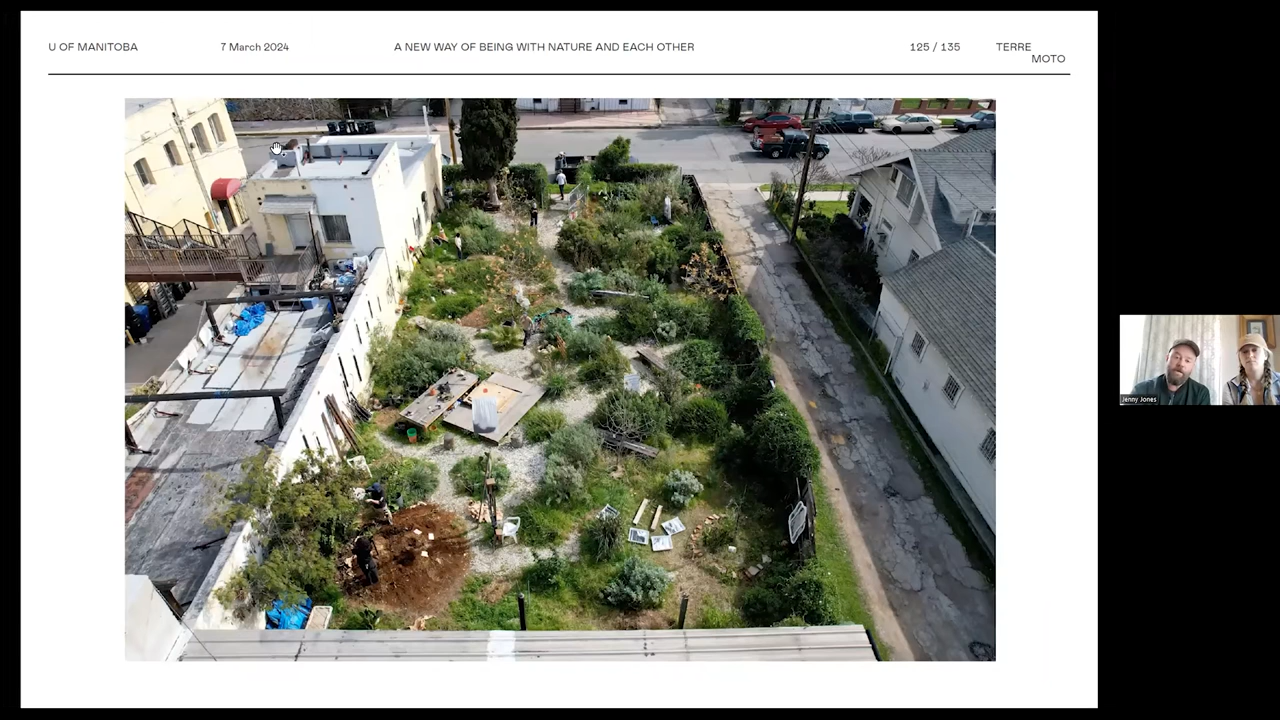 U OF MANITOBA
7 March 2024
A NEW WAY OF BEING WITH NATURE AND EACH OTHER
125 / 135
TERRE
MOTO
Jenny Jones